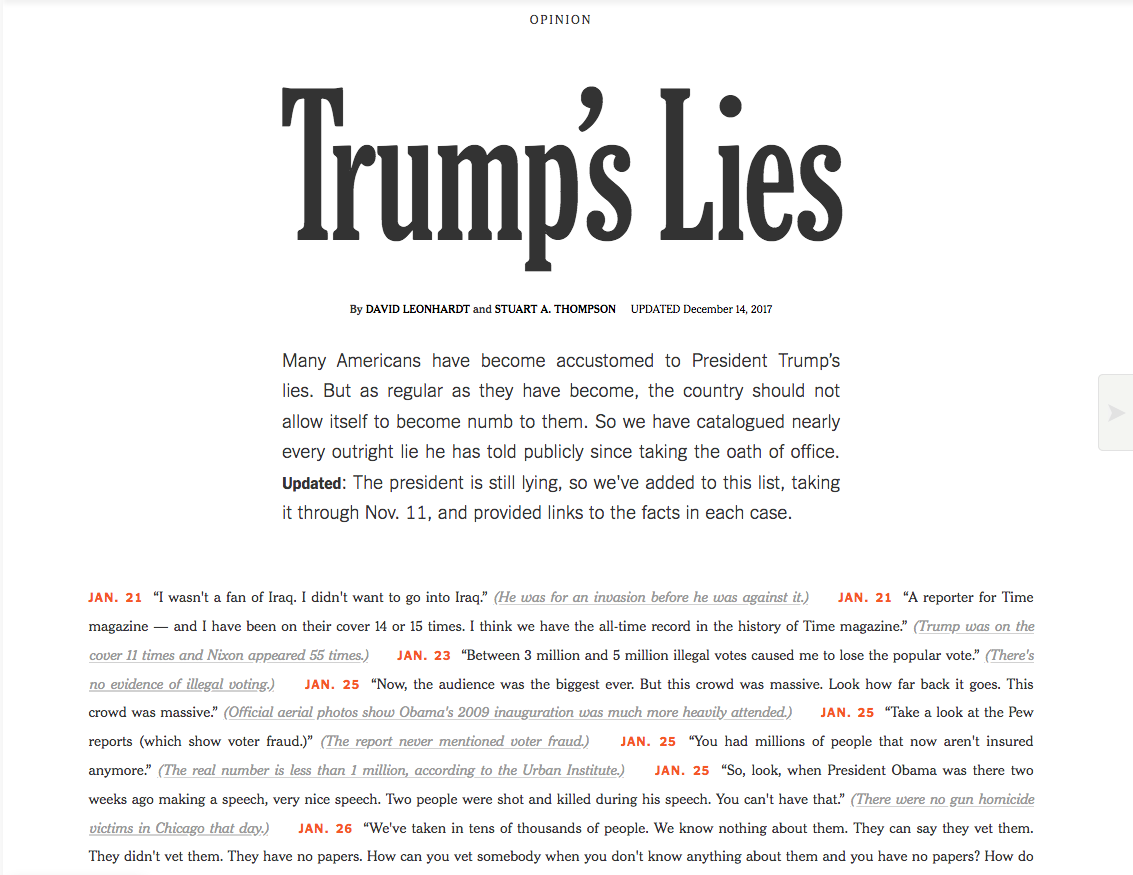 OPINION
Trump’s Lies
By DAVID LEONHARDT and STUART A. THOMPSON UPDATED December 14, 2017
Many Americans have become accustomed to President Trump’s
lies. But as regular as they have become, the country should not
allow itself to become numb to them. So we have catalogued nearly
every outright lie he has told publicly since taking the oath of office.
Updated: The president is still lying, so we've added to this list, taking
it through Nov. 11, and provided links to the facts in each case.
JAN. 21 “I wasn't a fan of Iraq. I didn't want to go into Iraq.” (He was for an invasion before he was against it.) JAN. 21 “A reporter for Time
magazine — and I have been on their cover 14 or 15 times. I think we have the all-time record in the history of Time magazine.” (Trump was on the
cover 11 times and Nixon appeared 55 times.) JAN. 23 “Between 3 million and 5 million illegal votes caused me to lose the popular vote.” (There's
no evidence of illegal voting.) JAN. 25 “Now, the audience was the biggest ever. But this crowd was massive. Look how far back it goes. This
crowd was massive.” (Official aerial photos show Obama's 2009 inauguration was much more heavily attended.) JAN. 25 “Take a look at the Pew
reports (which show voter fraud.)” (The report never mentioned voter fraud.) JAN. 25 “You had millions of people that now aren't insured
anymore.” (The real number is less than 1 million, according to the Urban Institute.) JAN. 25 “So, look, when President Obama was there two
weeks ago making a speech, very nice speech. Two people were shot and killed during his speech. You can't have that.” (There were no gun homicide
victims in Chicago that day.) JAN. 26 “We've taken in tens of thousands of people. We know nothing about them. They can say they vet them.
They didn't vet them. They have no papers. How can you vet somebody when you don't know anything about them and you have no papers? How do